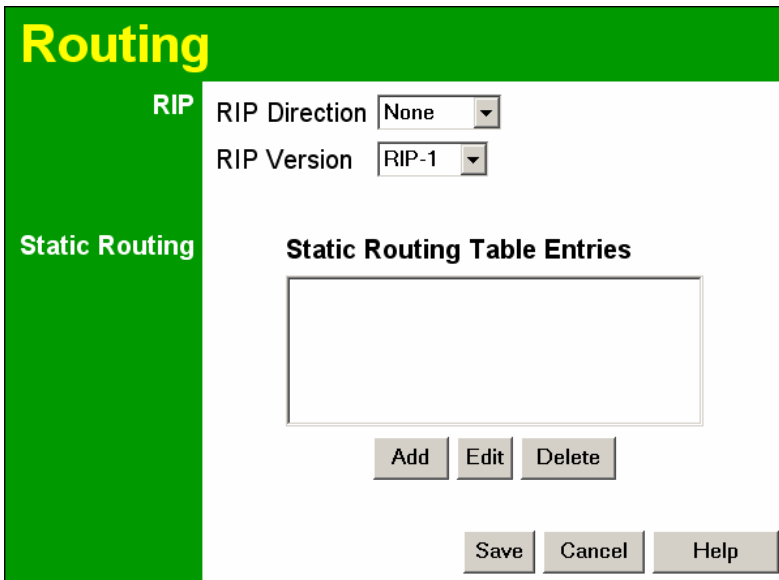 Routing
RIP
RIP Direction None
RIP Version RIP-1
Static Routing
Static Routing Table Entries
Add Edit Delete
Save Cancel Help